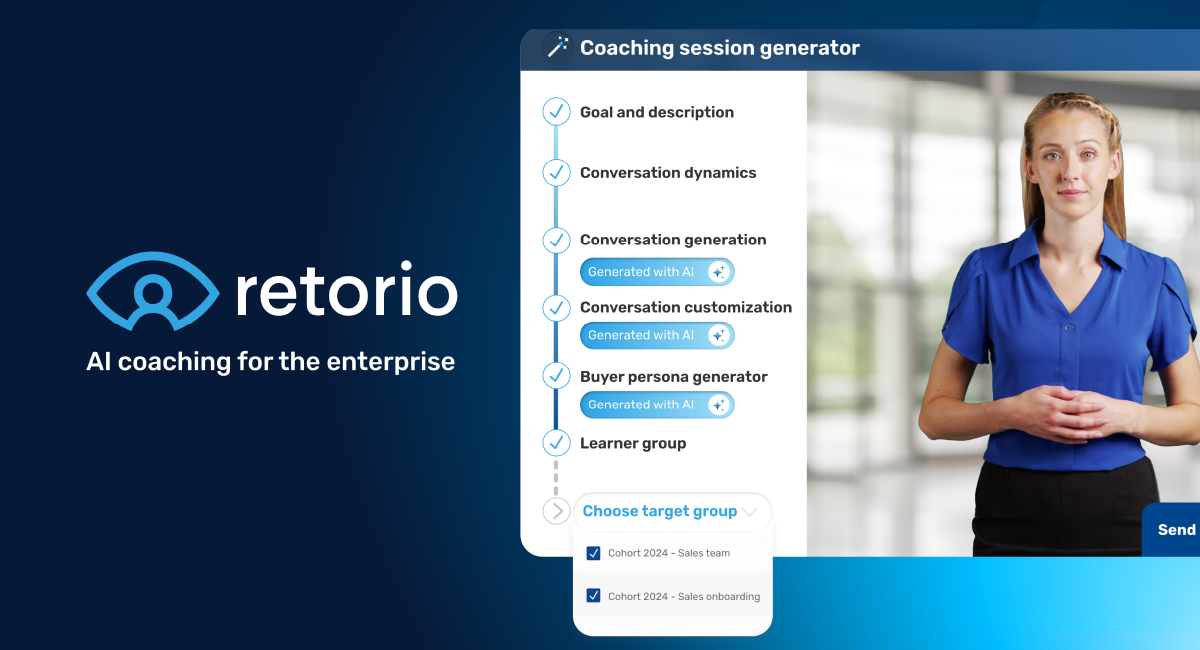 retorio
AI coaching for the enterprise
Coaching session generator
Goal and description
Conversation dynamics
Conversation generation
Generated with AI
Conversation customization
Generated with AI
Buyer persona generator
Generated with AI
Learner group
Choose target group
Cohort 2024 - Sales team
Cohort 2024 - Sales onboarding
Send